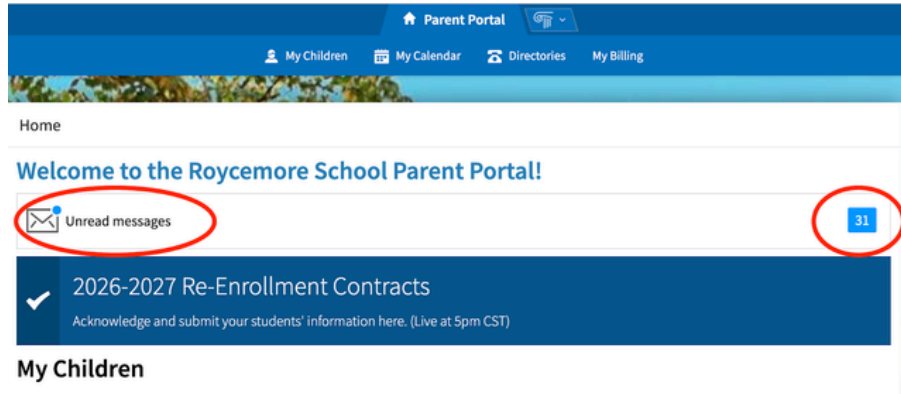 Parent Portal
My Children My Calendar Directories My Billing
Home
Welcome to the Roycemore School Parent Portal!
Unread messages 31
2026-2027 Re-Enrollment Contracts
Acknowledge and submit your students' information here. (Live at 5pm CST)
My Children